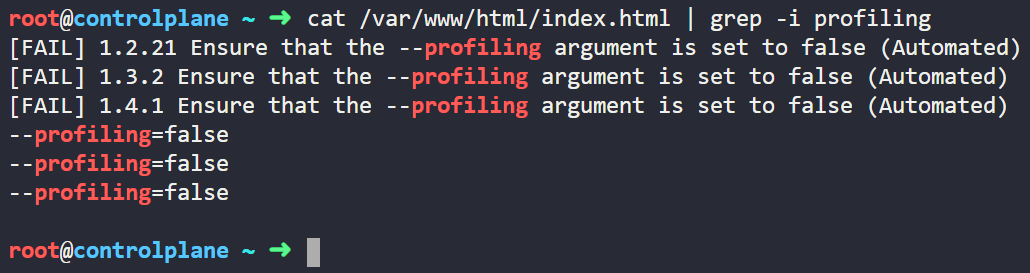 root@controlplane ~ ➜ cat /var/www/html/index.html | grep -i profiling
[FAIL] 1.2.21 Ensure that the --profiling argument is set to false (Automated)
[FAIL] 1.3.2 Ensure that the --profiling argument is set to false (Automated)
[FAIL] 1.4.1 Ensure that the --profiling argument is set to false (Automated)
--profiling=false
--profiling=false
--profiling=false
root@controlplane ~ ➜